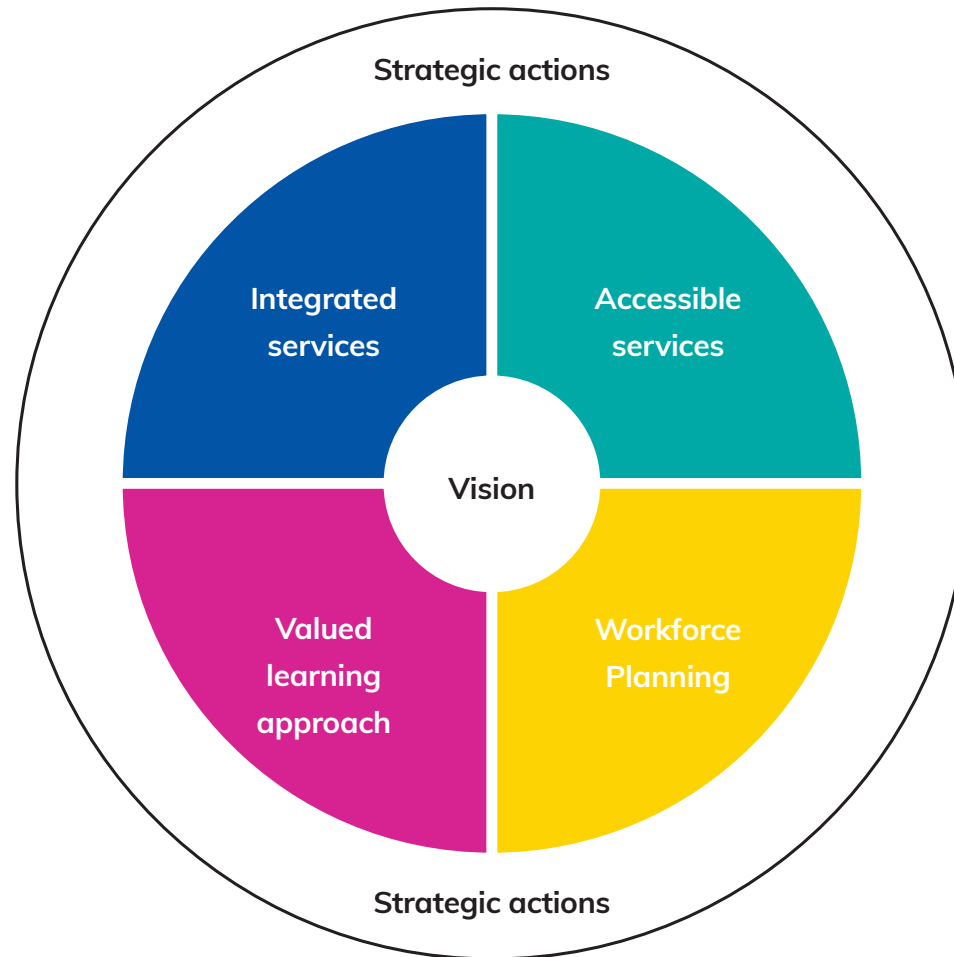 Strategic actions
Integrated
services
Accessible
services
Vision
Valued
learning
approach
Workforce
Planning
Strategic actions